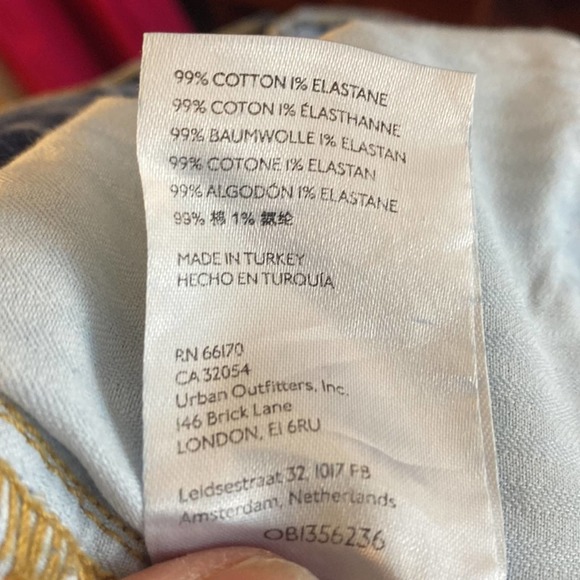 99% COTTON 1% ELASTANE
99% COTON 1% ÉLASTHANNE
99% BAUMWOLLE 1% ELASTAN
99% COTONE 1% ELASTAN
99% ALGODÓN 1% ELASTANE
99% 棉 1% 氨纶
MADE IN TURKEY
HECHO EN TURQUÍA
RN 66170
CA 32054
Urban Outfitters, Inc.
146 Brick Lane
LONDON, E1 6RU
Leidsestraat 32, 1017 PB
Amsterdam, Netherlands
OB1356236